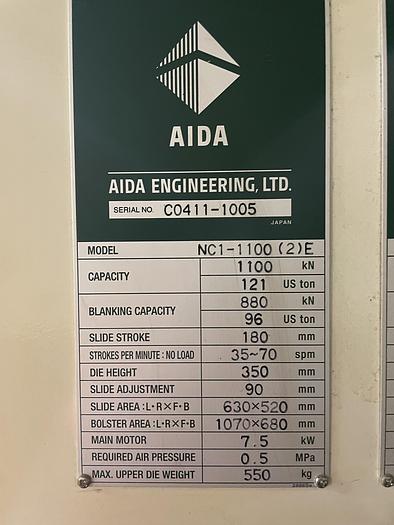 AIDA
AIDA ENGINEERING, LTD.
SERIAL NO. C0411-1005
JAPAN
MODEL NC1-1100(2)E
CAPACITY 1100 kN
121 US ton
BLANKING CAPACITY 880 kN
96 US ton
SLIDE STROKE 180 mm
STROKES PER MINUTE : NO LOAD 35~70 spm
DIE HEIGHT 350 mm
SLIDE ADJUSTMENT 90 mm
SLIDE AREA : L·R×F·B 630×520 mm
BOLSTER AREA : L·R×F·B 1070×680 mm
MAIN MOTOR 7.5 kW
REQUIRED AIR PRESSURE 0.5 MPa
MAX. UPPER DIE WEIGHT 550 kg